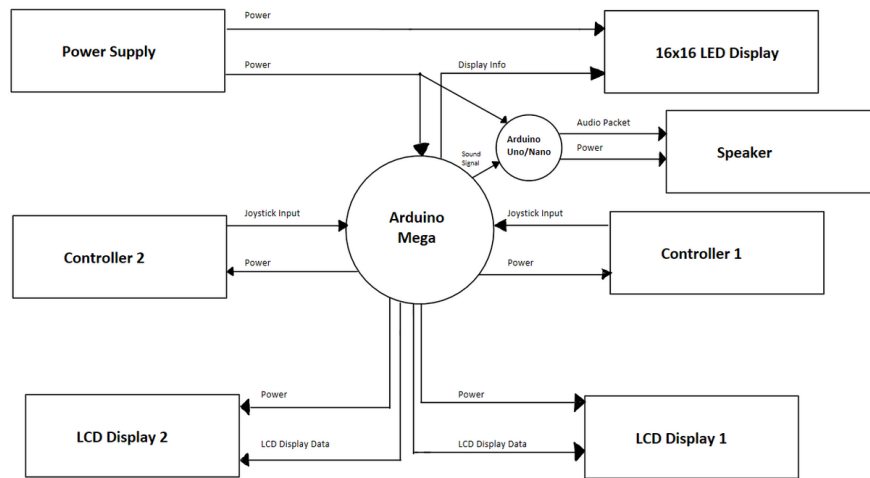 Power
Power Supply
16x16 LED Display
Power
Display Info
Audio Packet
Arduino
Uno/Nano
Speaker
Sound
Signal
Power
Joystick Input
Arduino
Mega
Joystick Input
Controller 2
Controller 1
Power
Power
Power
Power
LCD Display 2
LCD Display 1
LCD Display Data
LCD Display Data